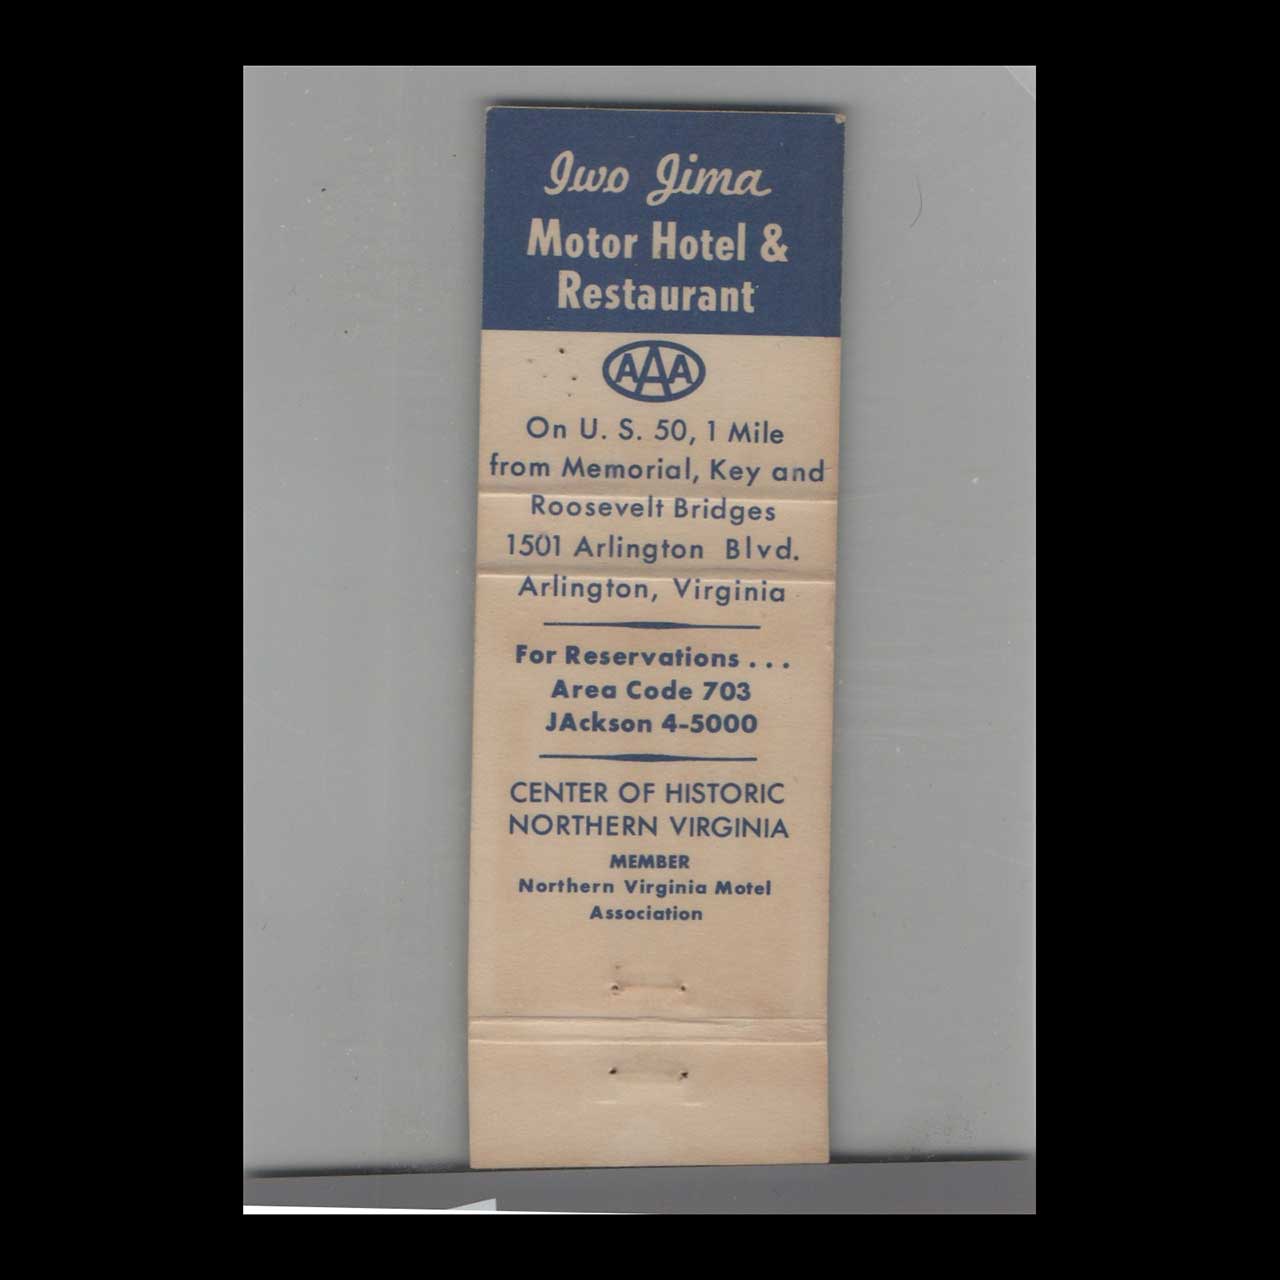 Iwo Jima
Motor Hotel &
Restaurant
AAA
On U. S. 50, 1 Mile
from Memorial, Key and
Roosevelt Bridges
1501 Arlington Blvd.
Arlington, Virginia
For Reservations . . .
Area Code 703
JAckson 4-5000
CENTER OF HISTORIC
NORTHERN VIRGINIA
MEMBER
Northern Virginia Motel
Association